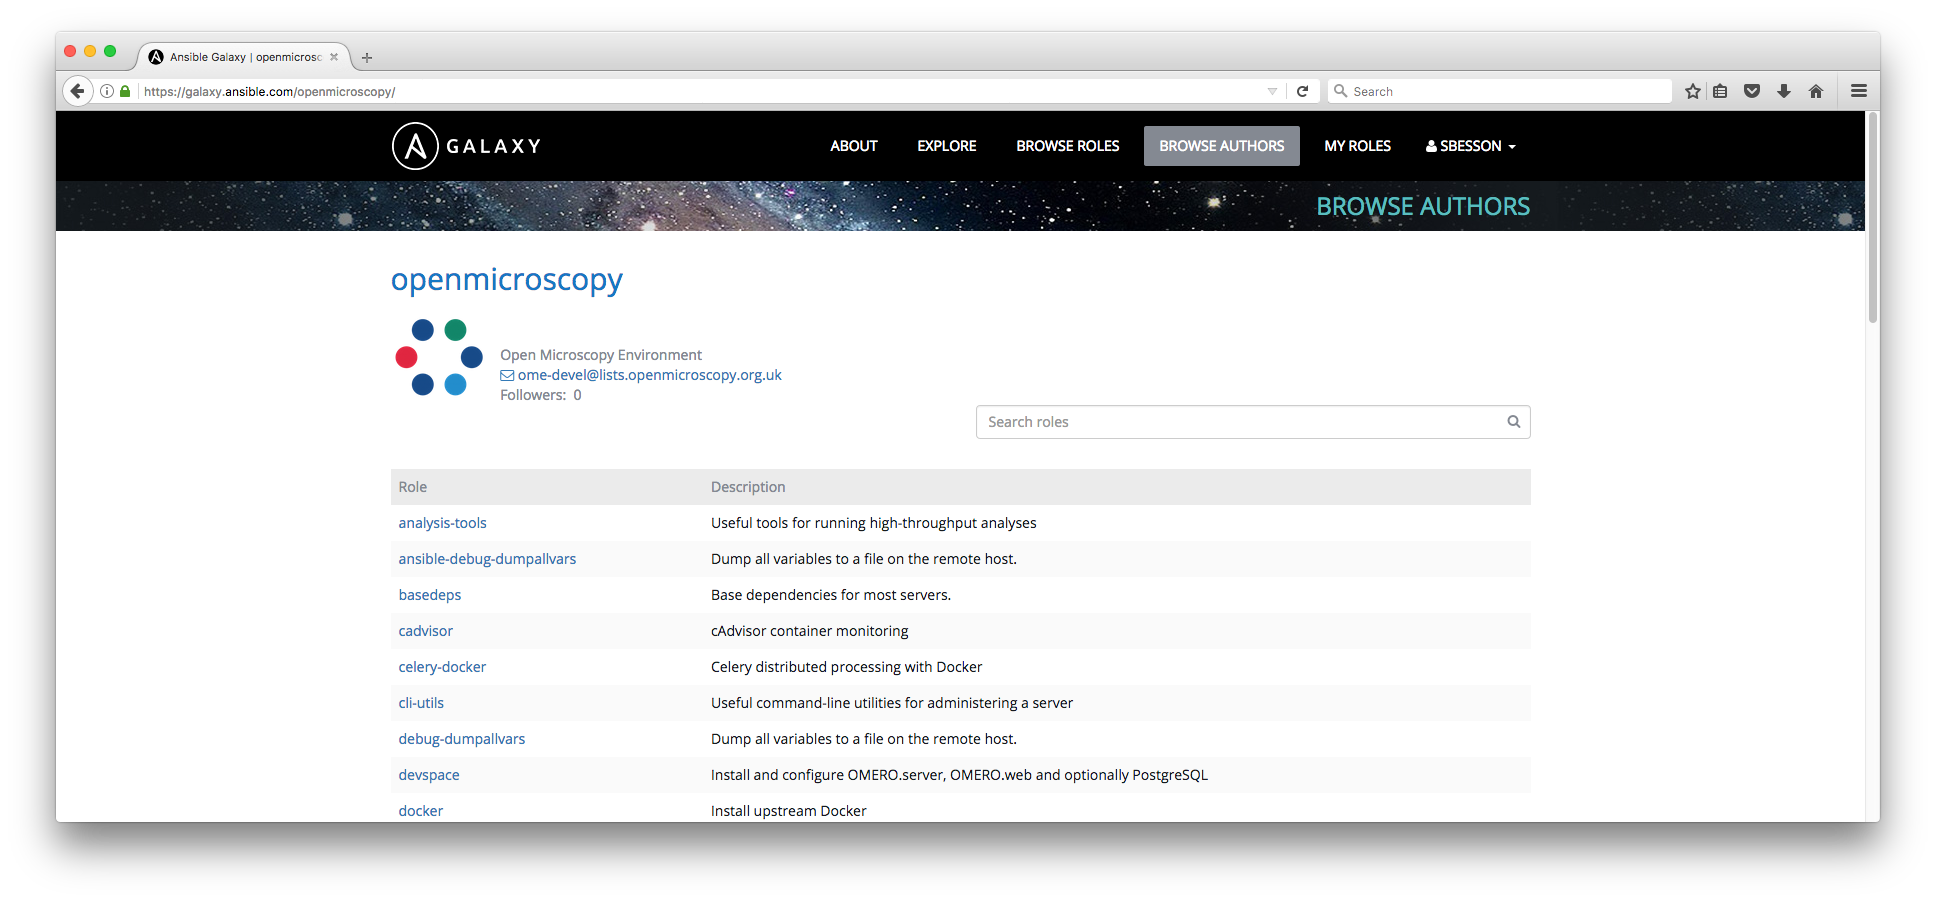 Ansible Galaxy | openmicrosc
https://galaxy.ansible.com/openmicroscopy/
Search
GALAXY
ABOUT
EXPLORE
BROWSE ROLES
BROWSE AUTHORS
MY ROLES
SBESSON
BROWSE AUTHORS
openmicroscopy
Open Microscopy Environment
ome-devel@lists.openmicroscopy.org.uk
Followers: 0
Search roles
Role Description
analysis-tools Useful tools for running high-throughput analyses
ansible-debug-dumpallvars Dump all variables to a file on the remote host.
basedeps Base dependencies for most servers.
cadvisor cAdvisor container monitoring
celery-docker Celery distributed processing with Docker
cli-utils Useful command-line utilities for administering a server
debug-dumpallvars Dump all variables to a file on the remote host.
devspace Install and configure OMERO.server, OMERO.web and optionally PostgreSQL
docker Install upstream Docker